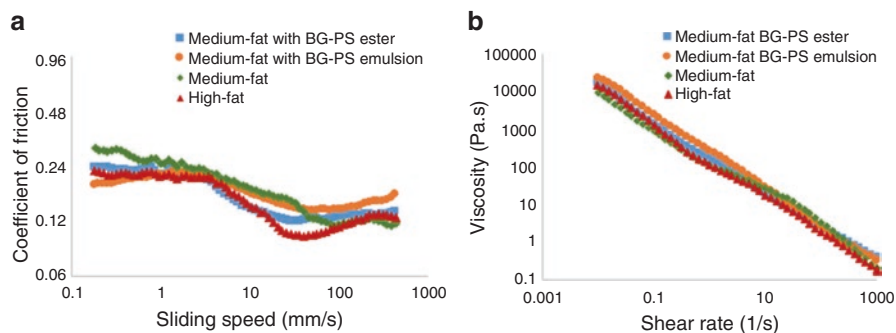 a
Medium-fat with BG-PS ester
Medium-fat with BG-PS emulsion
Medium-fat
High-fat
0.96
0.48
0.24
0.12
0.06
0.1
1
10
100
1000
Coefficient of friction
Sliding speed (mm/s)
b
Medium-fat BG-PS ester
Medium-fat BG-PS emulsion
Medium-fat
High-fat
100000
10000
1000
100
10
1
0.1
0.001
0.1
10
1000
Viscosity (Pa.s)
Shear rate (1/s)